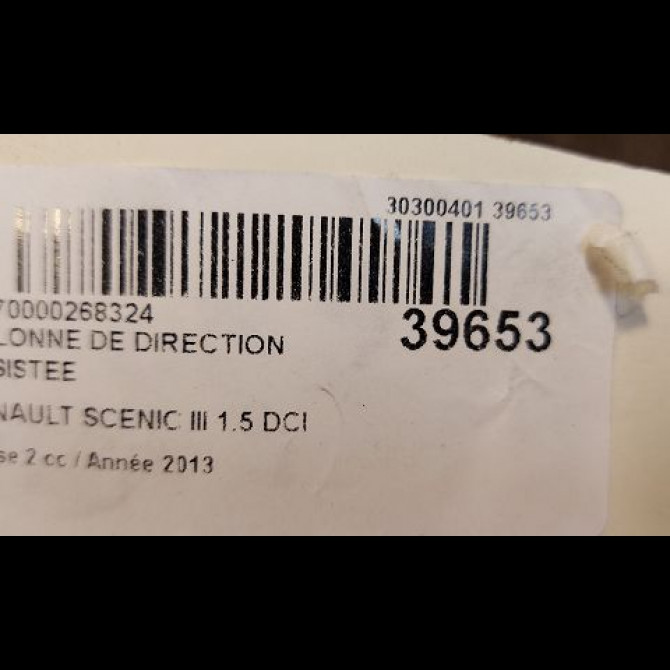 30300401 39653
70000268324
39653
LONNE DE DIRECTION
SISTEE
NAULT SCENIC III 1.5 DCI
se 2 cc / Année 2013